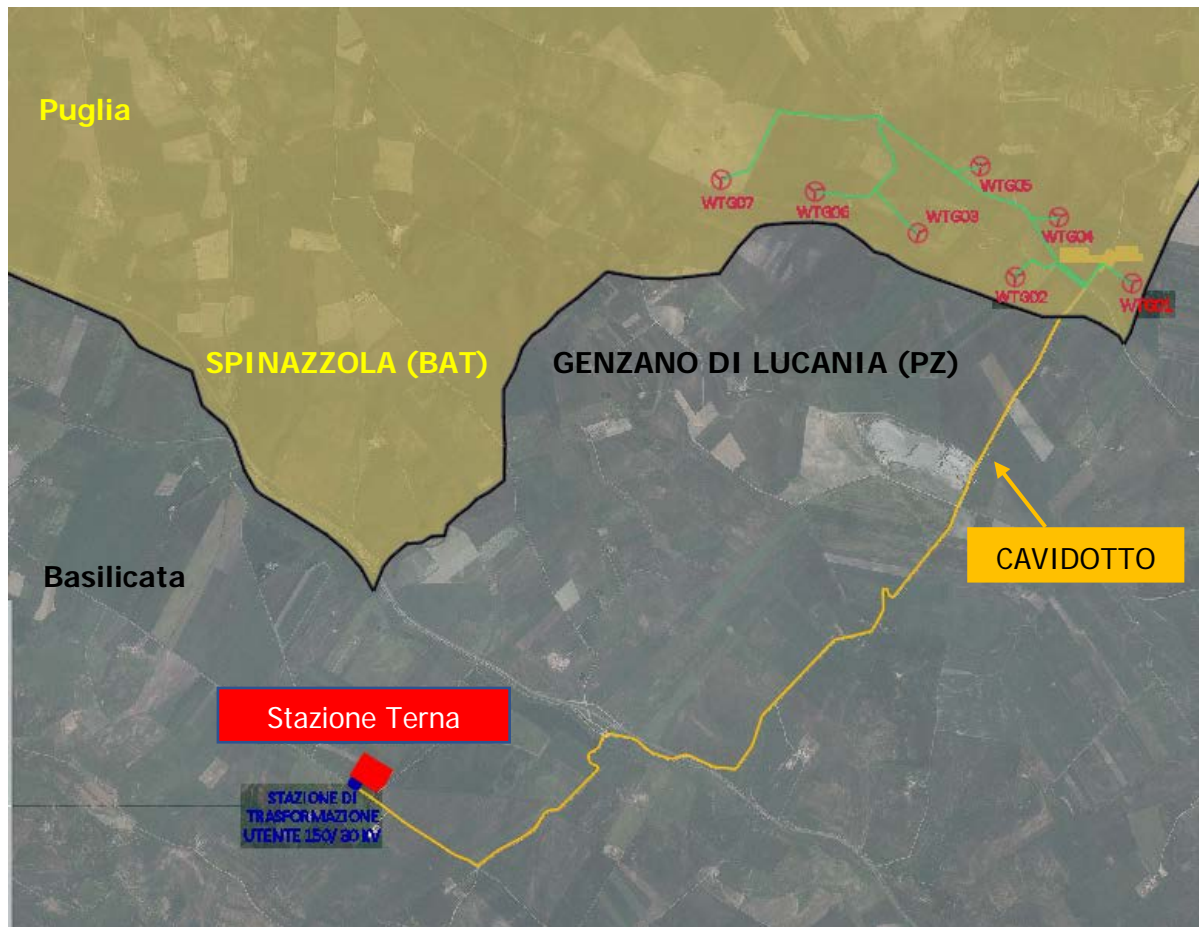 Puglia
WTG05
WTG07
WTG06
WTG03
WTG04
WTG02
WTG01
SPINAZZOLA (BAT)
GENZANO DI LUCANIA (PZ)
CAVIDOTTO
Basilicata
Stazione Terna
STAZIONE DI
TRASFORMAZIONE
UTENTE 150/30 KV